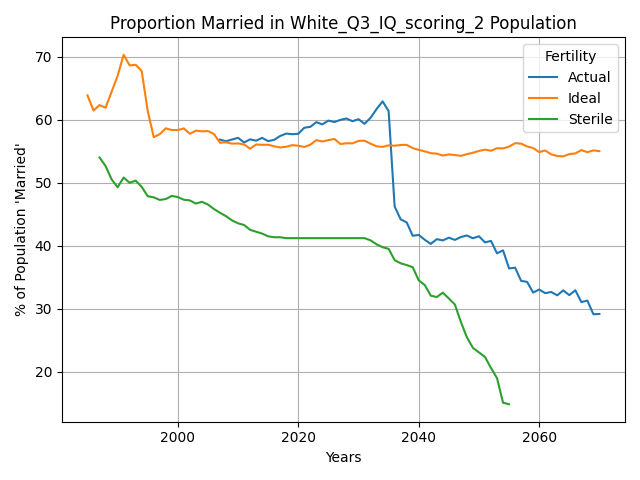 Proportion Married in White_Q3_IQ_scoring_2 Population
% of Population 'Married'
70
60
50
40
30
20
Fertility
Actual
Ideal
Sterile
2000
2020
2040
2060
Years